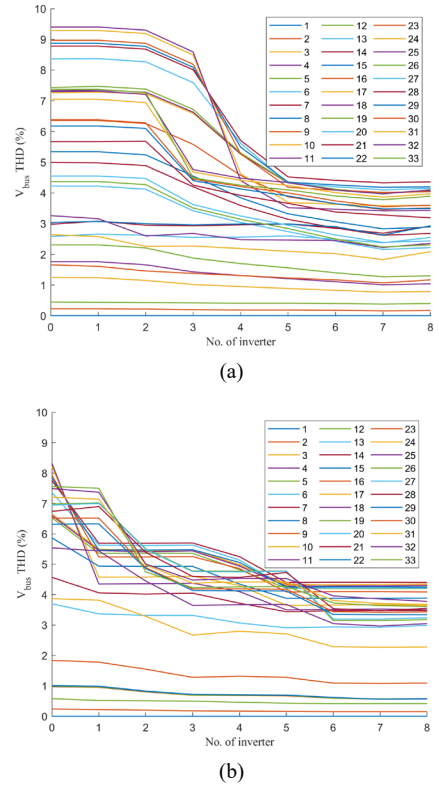 10
9
8
7
6
5
4
3
2
1
0
V_bus THD (%)
0 1 2 3 4 5 6 7 8
No. of inverter
1 12 23
2 13 24
3 14 25
4 15 26
5 16 27
6 17 28
7 18 29
8 19 30
9 20 31
10 21 32
11 22 33
(a)
10
9
8
7
6
5
4
3
2
1
0
V_bus THD (%)
0 1 2 3 4 5 6 7 8
No. of inverter
1 12 23
2 13 24
3 14 25
4 15 26
5 16 27
6 17 28
7 18 29
8 19 30
9 20 31
10 21 32
11 22 33
(b)